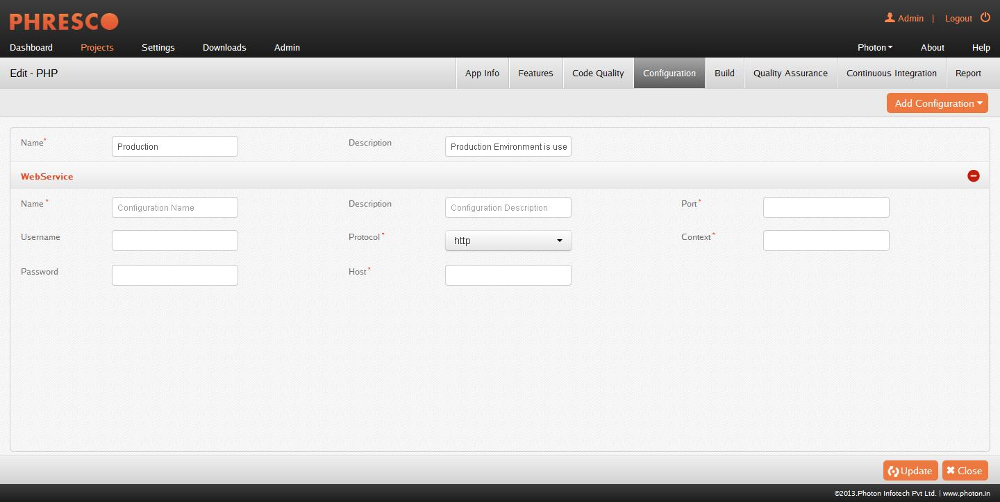 PHRESCO
Admin | Logout
Dashboard Projects Settings Downloads Admin Photon About Help
Edit - PHP App Info Features Code Quality Configuration Build Quality Assurance Continuous Integration Report
Add Configuration
Name* Production Description Production Environment is use
WebService
Name* Configuration Name Description Configuration Description Port*
Username Protocol* http Context*
Password Host*
Update Close
©2013.Photon Infotech Pvt Ltd. | www.photon.in